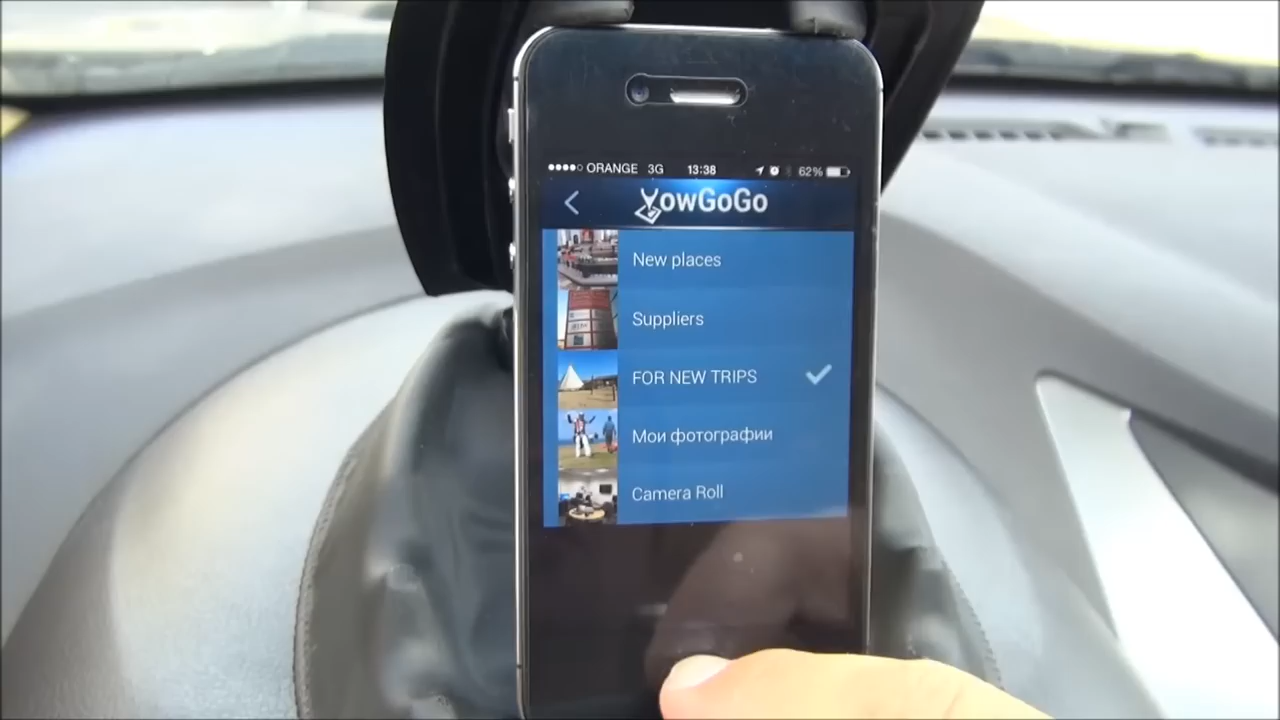 ORANGE 3G 13:38 62%
YowGoGo
New places
Suppliers
FOR NEW TRIPS
Мои фотографии
Camera Roll